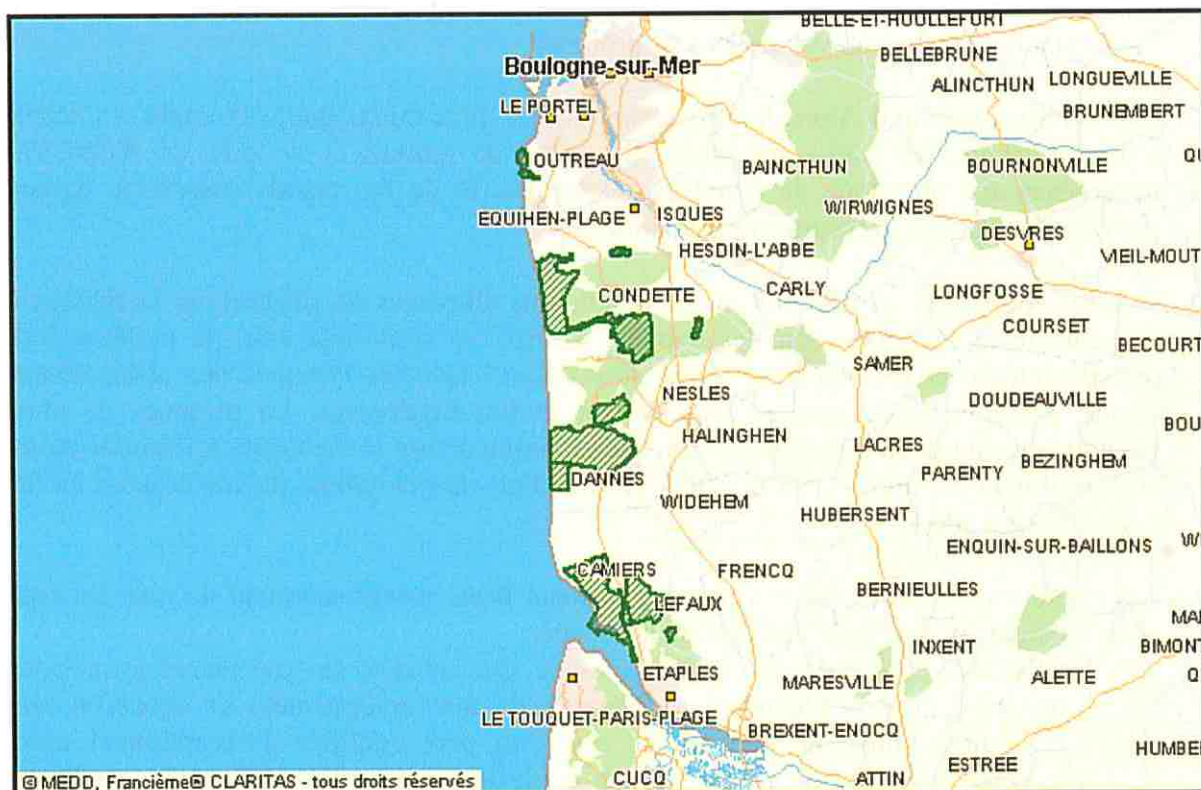 BELLE-ET-HOULLEFORT
BELLEBRUNE
Boulogne-sur-Mer
ALINCTHUN
LONGUEVILLE
LE PORTEL
BRUNEMBERT
OUTREAU
BAINCTHUN
BOURNONVILLE
QU
EQUIHEN-PLAGE
ISQUES
WIRWIGNES
DESVRES
HESDIN-L'ABBE
VIEIL-MOUT
CONDETTE
CARLY
LONGFOSSE
COURSET
BECOURT
SAMER
NESLES
DOUDEAUVILLE
HALINGHEN
LACRES
BOU
PARENTY
BEZINGHEM
DANNES
WIDEHEM
HUBERSENT
ENQUIN-SUR-BAILLONS
CAMIERS
FRENCQ
BERNIEULLES
LEFAUX
MA
INXENT
BIMONT
ETAPLES
MARESVILLE
ALETTE
Q
LE TOUQUET-PARIS-PLAGE
BREXENT-ENOCQ
HUMBE
ESTREE
CUCQ
ATTIN
© MEDD, Francième® CLARITAS - tous droits réservés